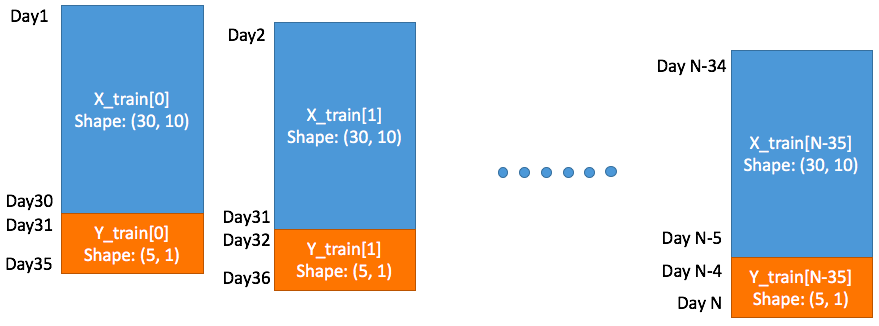 Day1
X_train[0]
Shape: (30, 10)
Day30
Day31
Y_train[0]
Shape: (5, 1)
Day35
Day2
X_train[1]
Shape: (30, 10)
Day31
Day32
Y_train[1]
Shape: (5, 1)
Day36
Day N-34
X_train[N-35]
Shape: (30, 10)
Day N-5
Day N-4
Y_train[N-35]
Shape: (5, 1)
Day N